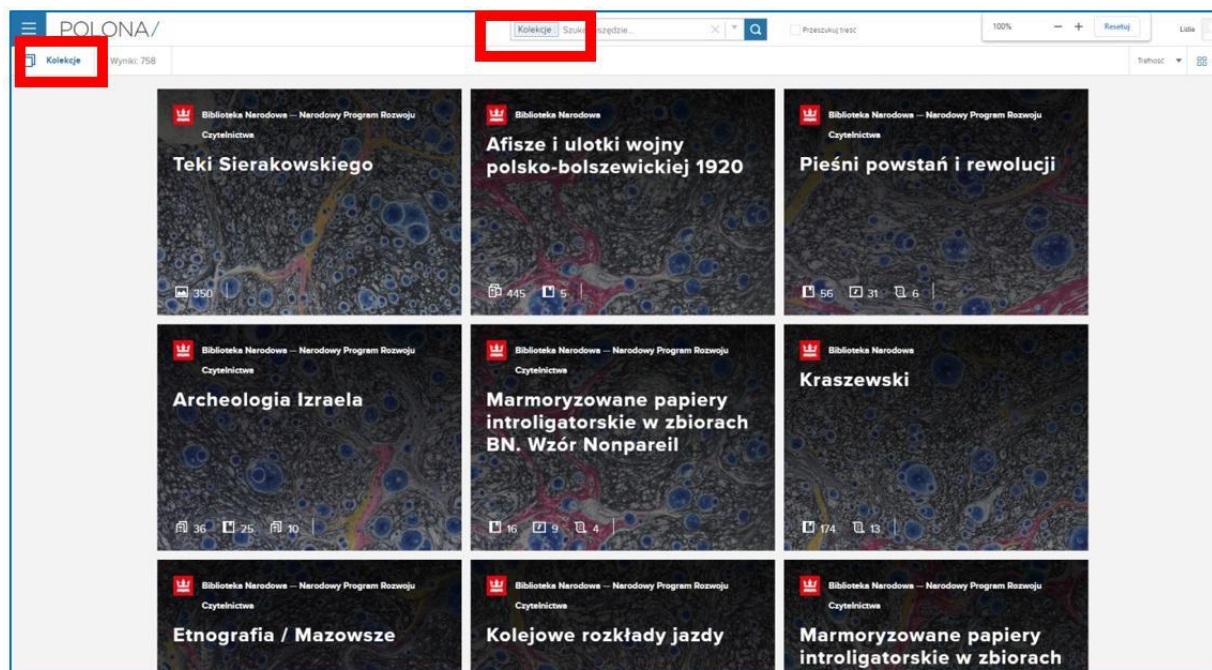 POLONA/
Kolekcje Szuka wszędzie...
Przeszukuj treść
100% − + Resetuj
Lidia
Kolekcje
Wyniki: 758
Trafność
Biblioteka Narodowa — Narodowy Program Rozwoju
Czytelnictwa
Teki Sierakowskiego
350
Biblioteka Narodowa
Afisze i ulotki wojny
polsko-bolszewickiej 1920
445 5
Biblioteka Narodowa — Narodowy Program Rozwoju
Czytelnictwa
Pieśni powstań i rewolucji
56 31 6
Biblioteka Narodowa — Narodowy Program Rozwoju
Czytelnictwa
Archeologia Izraela
36 25 10
Biblioteka Narodowa — Narodowy Program Rozwoju
Czytelnictwa
Marmoryzowane papiery
introligatorskie w zbiorach
BN. Wzór Nonpareil
16 9 4
Biblioteka Narodowa
Kraszewski
174 13
Biblioteka Narodowa — Narodowy Program Rozwoju
Czytelnictwa
Etnografia / Mazowsze
Biblioteka Narodowa — Narodowy Program Rozwoju
Czytelnictwa
Kolejowe rozkłady jazdy
Biblioteka Narodowa — Narodowy Program Rozwoju
Czytelnictwa
Marmoryzowane papiery
introligatorskie w zbiorach